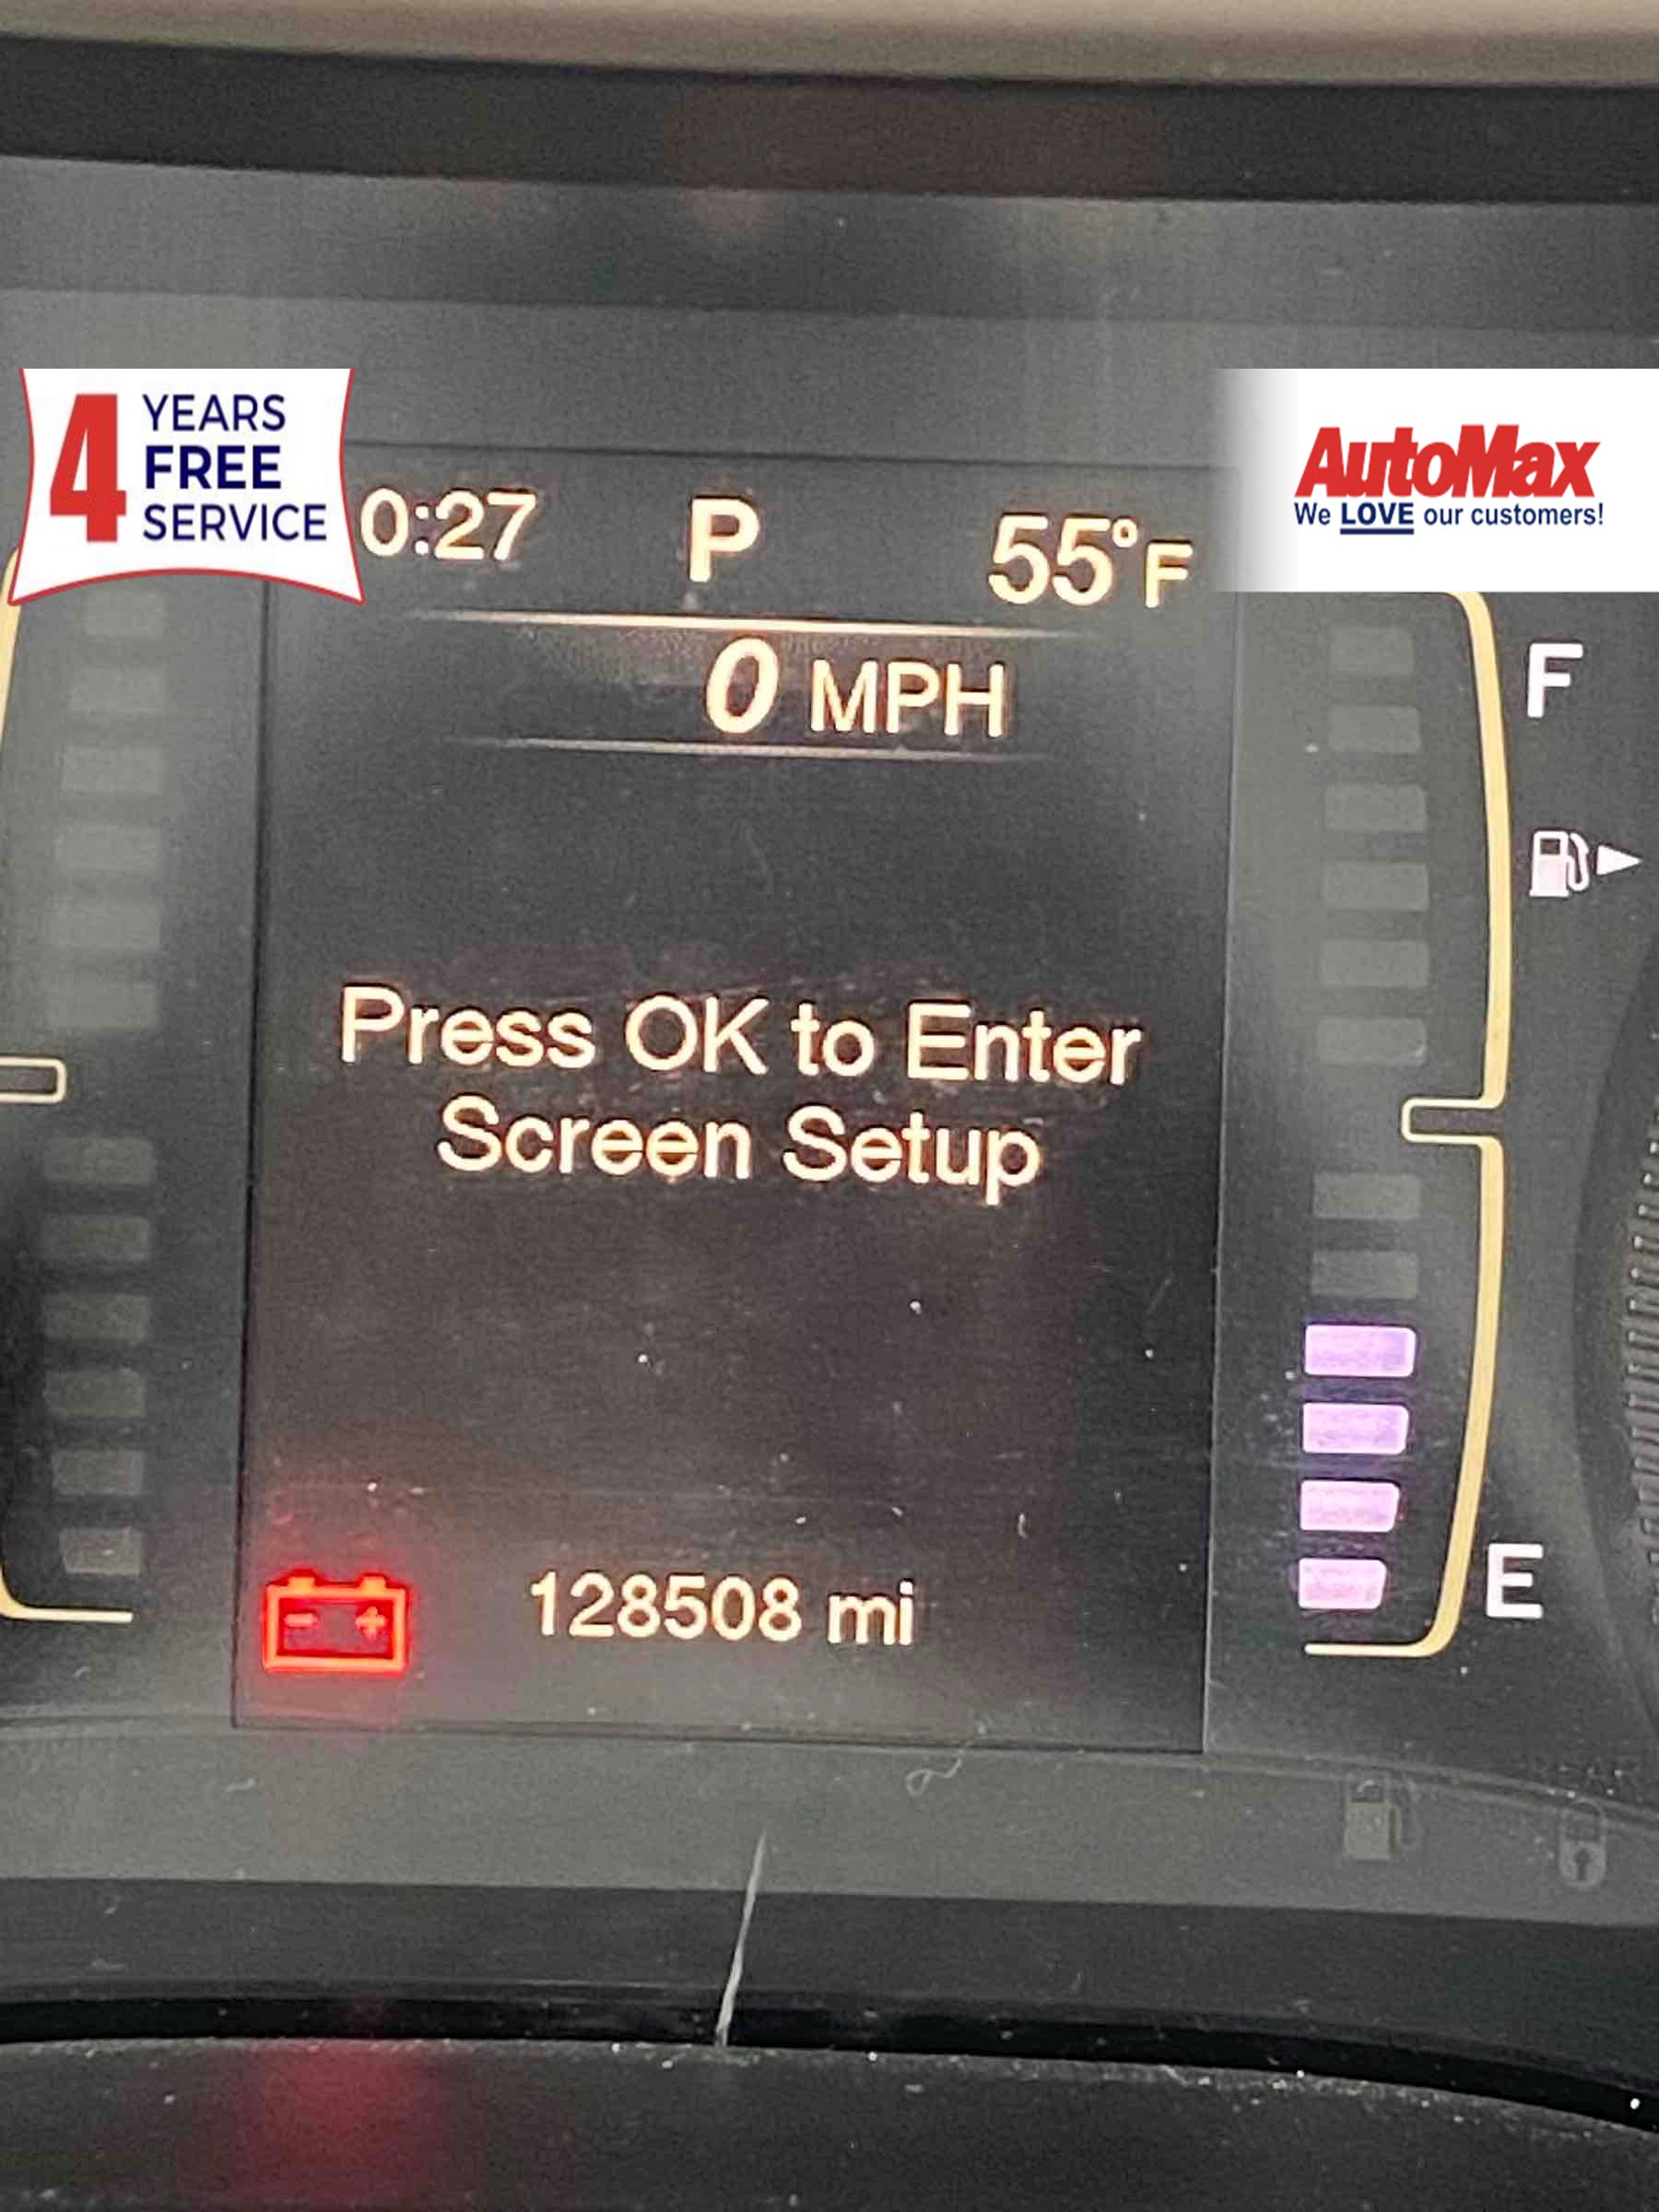 4 YEARS
FREE
SERVICE
AutoMax
We LOVE our customers!
0:27 P 55°F
0 MPH
F
Press OK to Enter
Screen Setup
- +
128508 mi
E